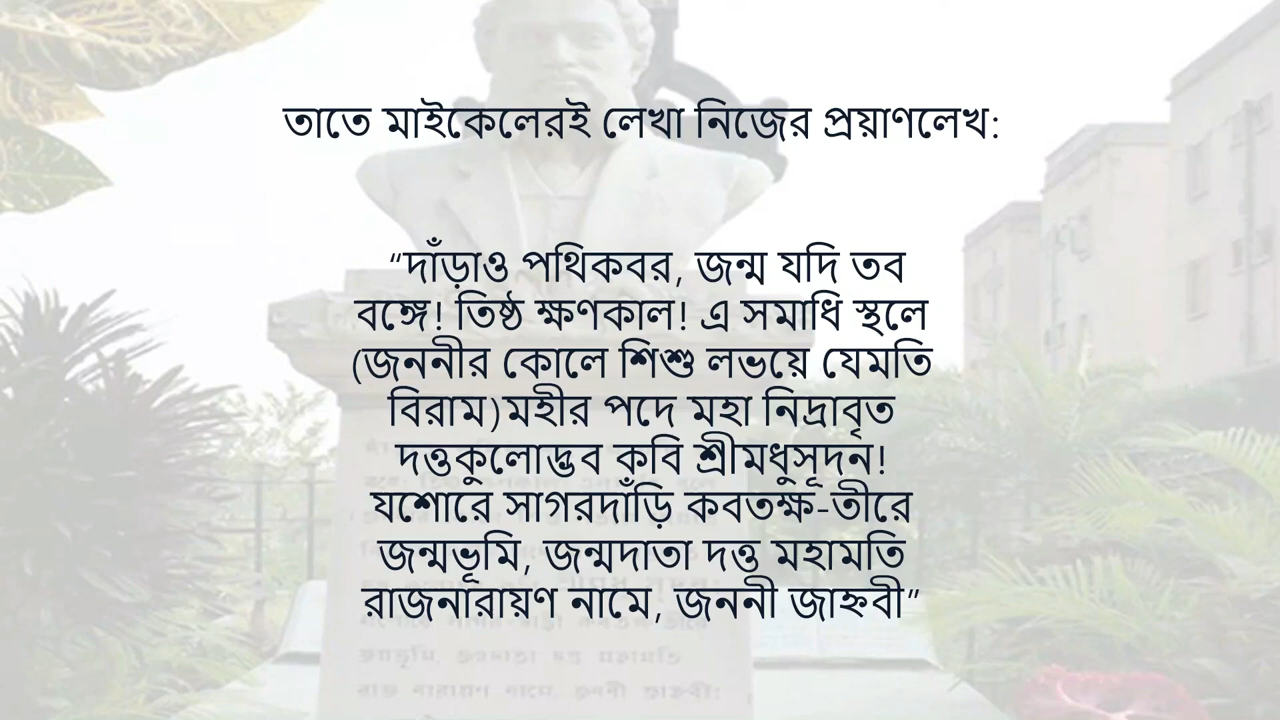 তাতে মাইকেলেরই লেখা নিজের প্রয়াণলেখ:
“দাঁড়াও পথিকবর, জন্ম যদি তব
বঙ্গে! তিষ্ঠ ক্ষণকাল! এ সমাধি স্থলে
(জননীর কোলে শিশু লভয়ে যেমতি
বিরাম)মহীর পদে মহা নিদ্রাবৃত
দত্তকুলোদ্ভব কবি শ্রীমধুসূদন!
যশোরে সাগরদাঁড়ি কবতক্ষ-তীরে
জন্মভূমি, জন্মদাতা দত্ত মহামতি
রাজনারায়ণ নামে, জননী জাহ্নবী”